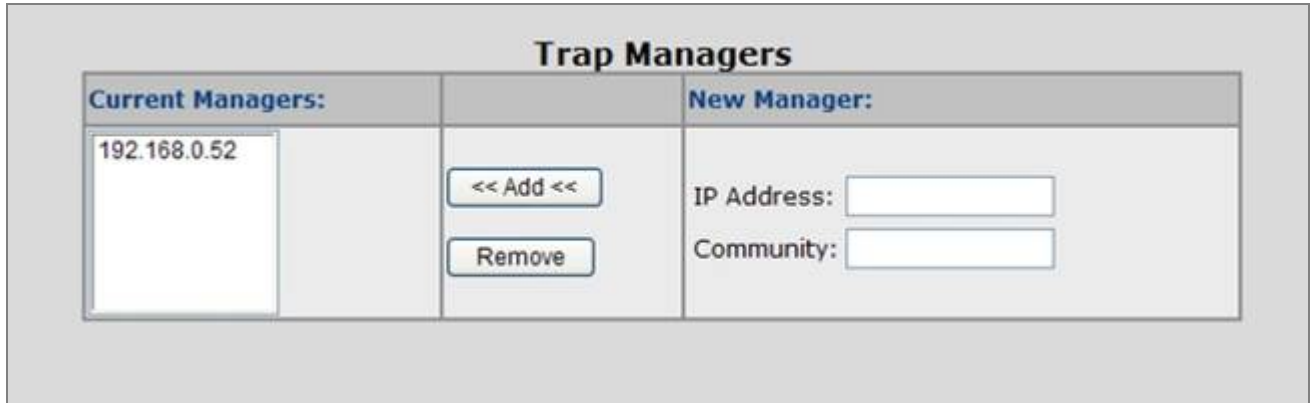 Trap Managers
Current Managers:
New Manager:
192.168.0.52
<< Add <<
Remove
IP Address:
Community: